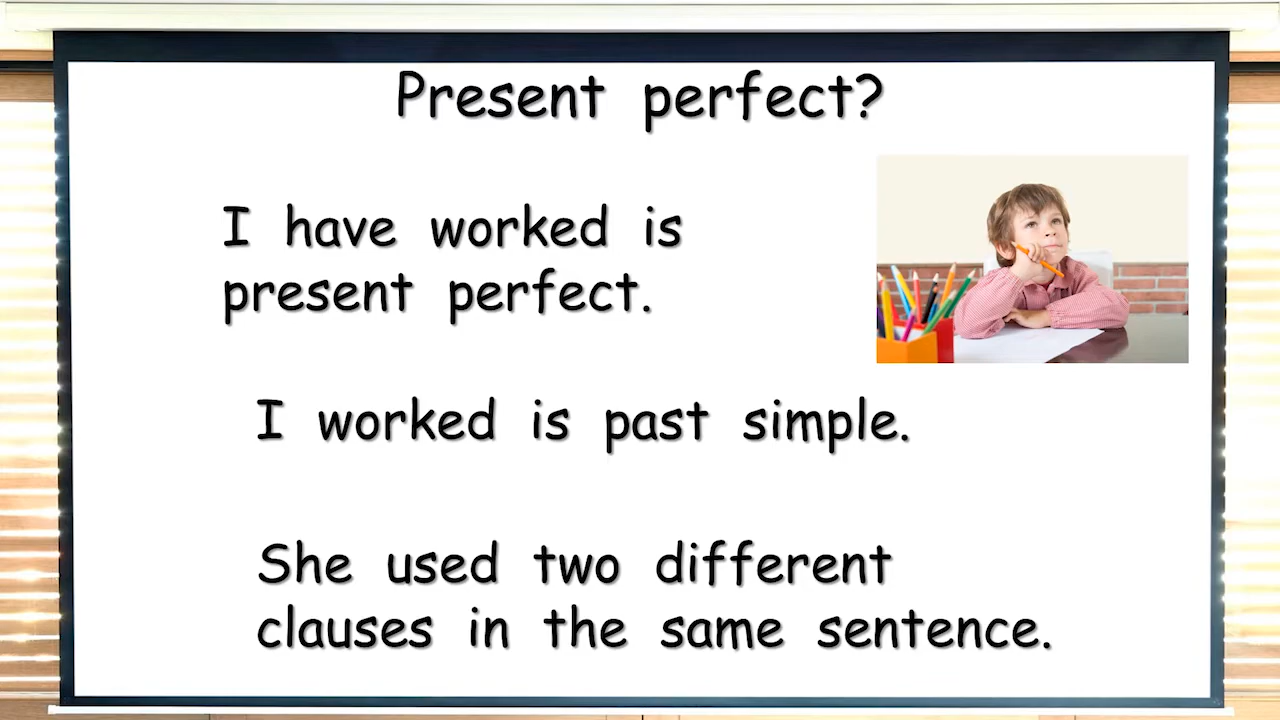 Present perfect?
I have worked is
present perfect.
I worked is past simple.
She used two different
clauses in the same sentence.